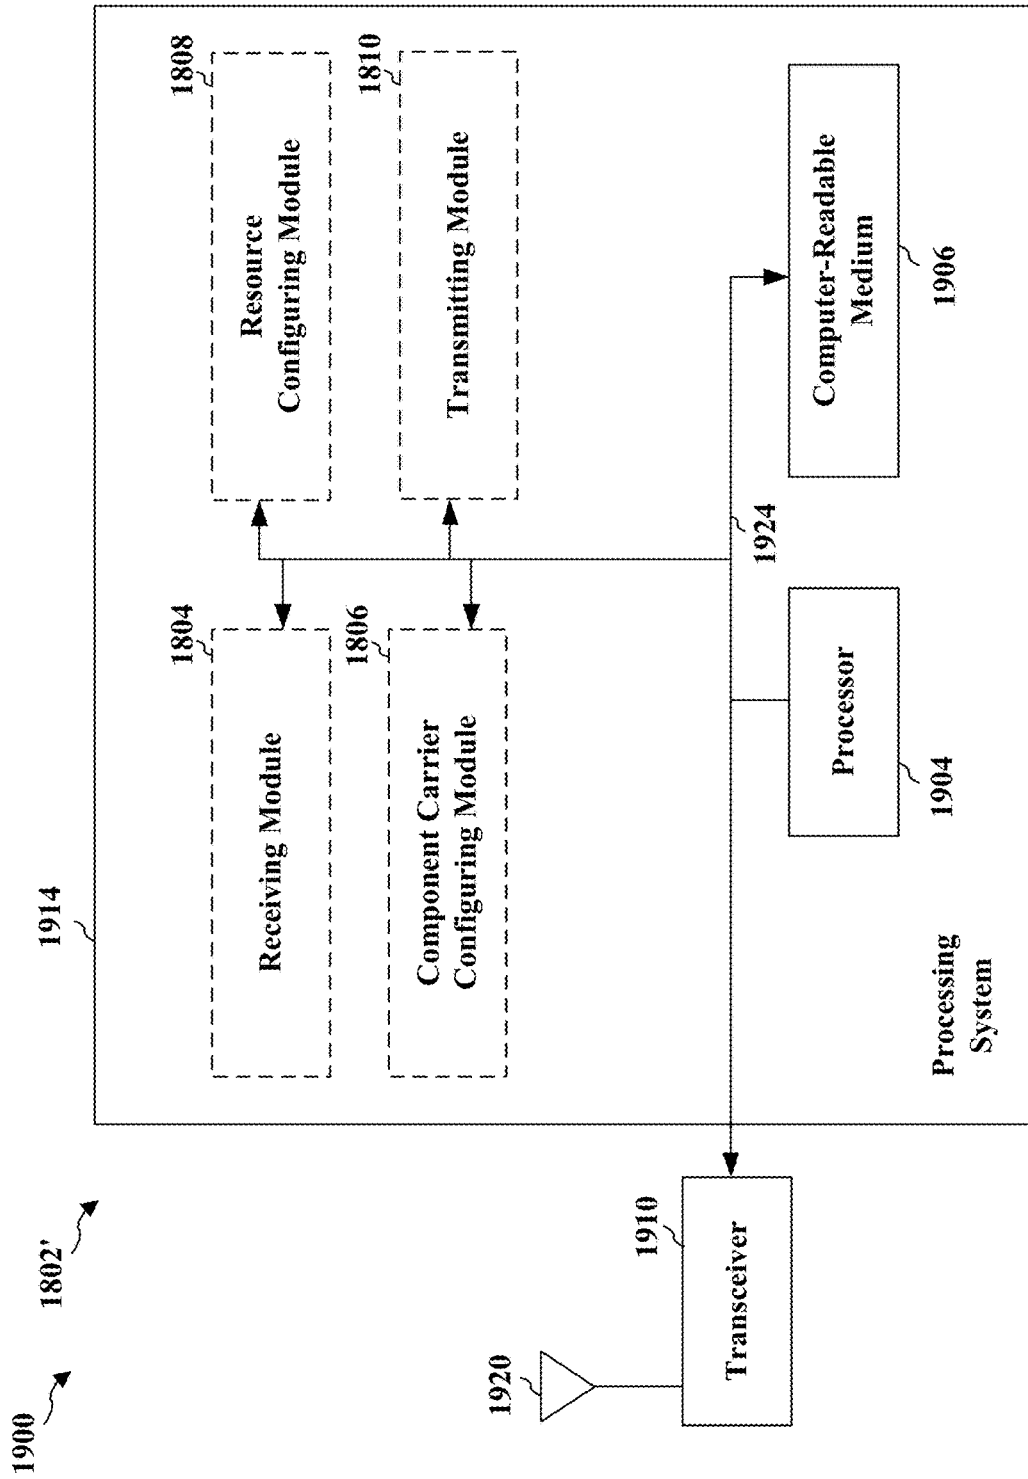 1900
1802'
1914
1804
Receiving Module
1808
Resource
Configuring Module
1806
Component Carrier
Configuring Module
1810
Transmitting Module
1920
1910
Transceiver
1924
Processor
1904
Computer-Readable
Medium
1906
Processing
System